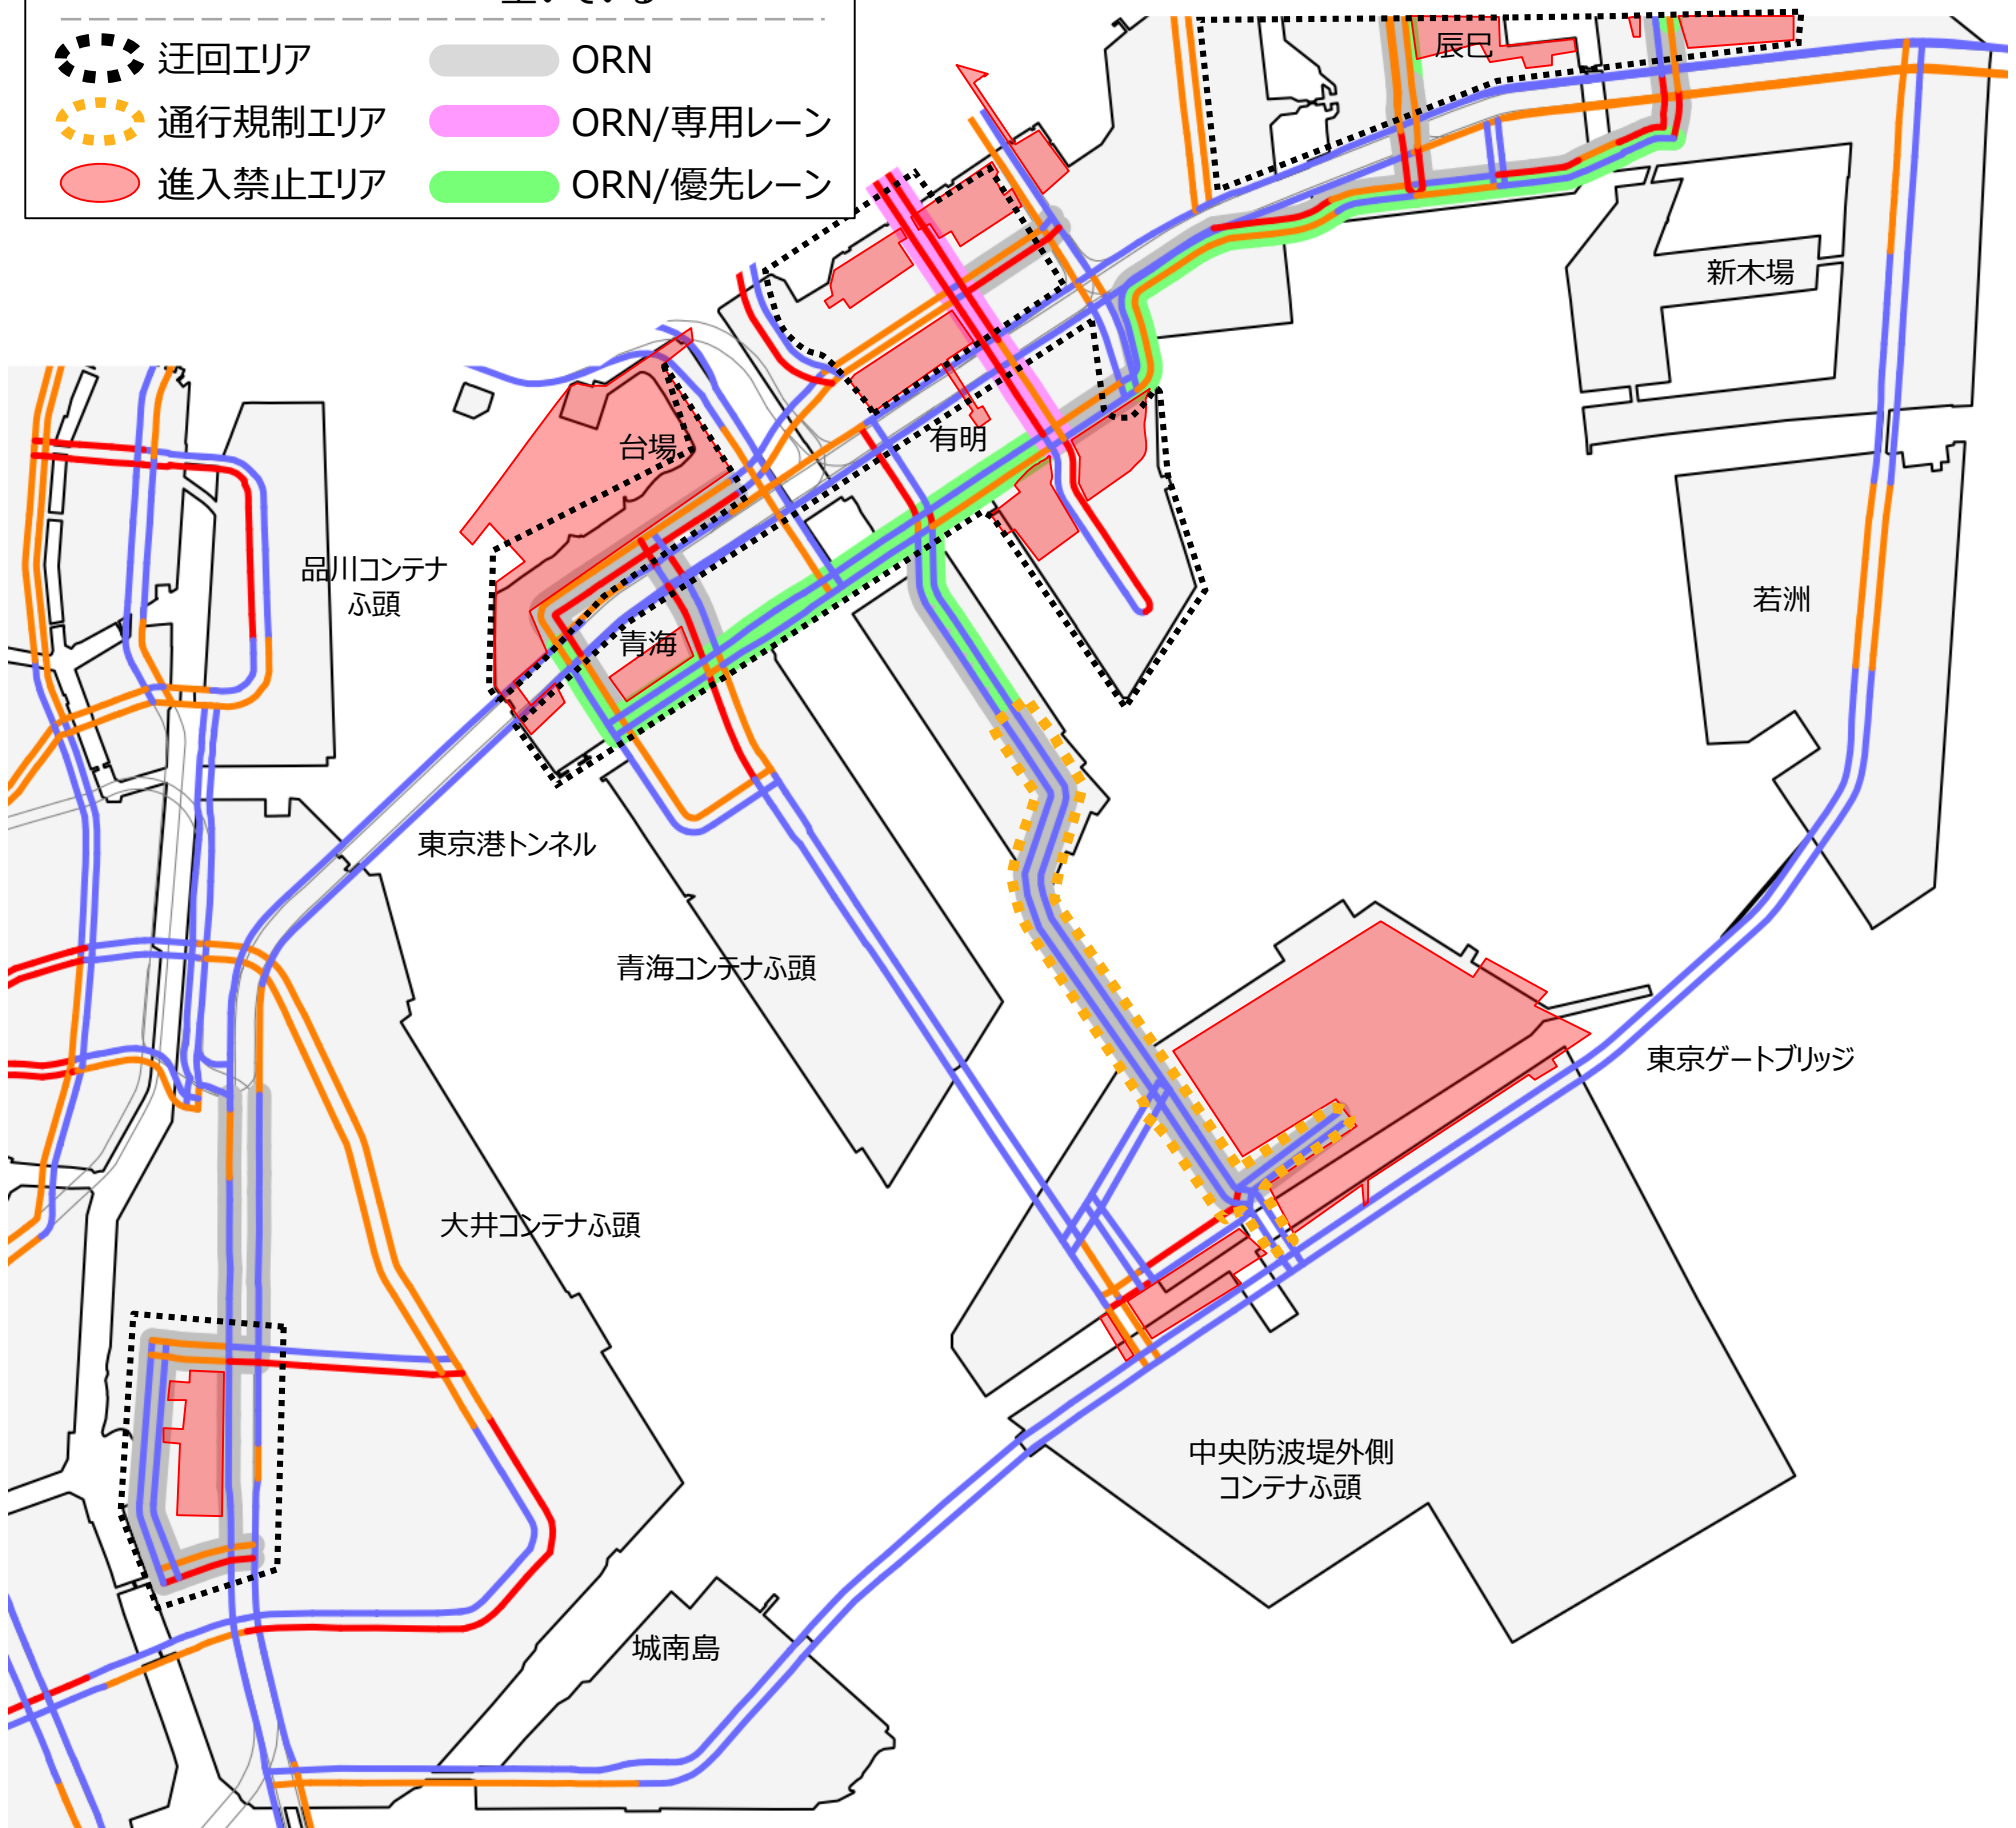 空いている
迂回エリア
ORN
通行規制エリア
ORN/専用レーン
進入禁止エリア
ORN/優先レーン
辰巳
新木場
台場
有明
品川コンテナ
ふ頭
青海
若洲
東京港トンネル
青海コンテナふ頭
東京ゲートブリッジ
大井コンテナふ頭
中央防波堤外側
コンテナふ頭
城南島